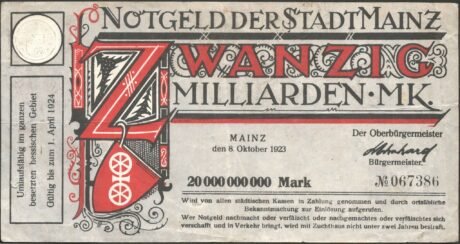 NOTGELD DER STADT MAINZ
ZWANZIG
MILLIARDEN · MK.
Umlaufsfähig im ganzen
besetzten hessischen Gebiet
Gültig bis zum 1. April 1924
MAINZ
den 8. Oktober 1923
Der Oberbürgermeister
Bürgermeister.
20 000 000 000 Mark
№ 067386
Wird von allen städtischen Kassen in Zahlung genommen und durch ortsübliche
Bekanntmachung zur Einlösung aufgerufen.
Wer Notgeld nachmacht oder verfälscht oder nachgemachtes oder verfälschtes sich
verschafft und in Verkehr bringt, wird mit Zuchthaus nicht unter zwei Jahren bestraft.